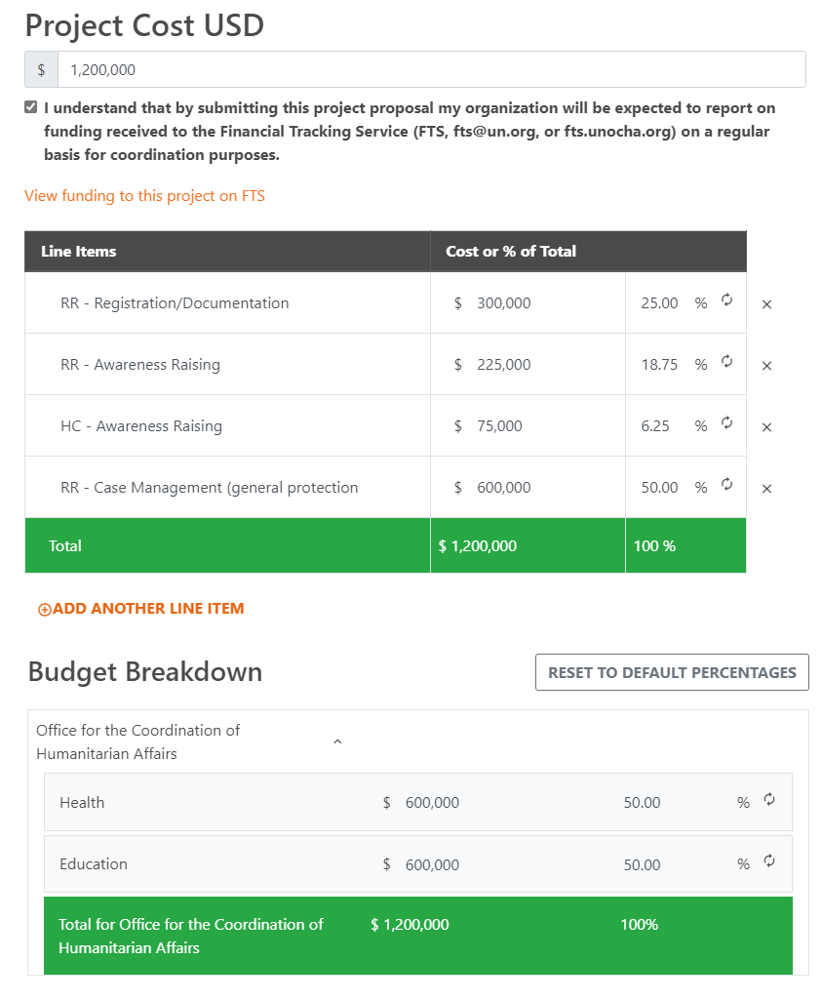 Project Cost USD
$ 1,200,000
I understand that by submitting this project proposal my organization will be expected to report on
funding received to the Financial Tracking Service (FTS, fts@un.org, or fts.unocha.org) on a regular
basis for coordination purposes.
View funding to this project on FTS
Line Items Cost or % of Total
RR - Registration/Documentation $ 300,000 25.00 %
RR - Awareness Raising $ 225,000 18.75 %
HC - Awareness Raising $ 75,000 6.25 %
RR - Case Management (general protection $ 600,000 50.00 %
Total $ 1,200,000 100 %
ADD ANOTHER LINE ITEM
Budget Breakdown RESET TO DEFAULT PERCENTAGES
Office for the Coordination of
Humanitarian Affairs
Health $ 600,000 50.00 %
Education $ 600,000 50.00 %
Total for Office for the Coordination of $ 1,200,000 100%
Humanitarian Affairs